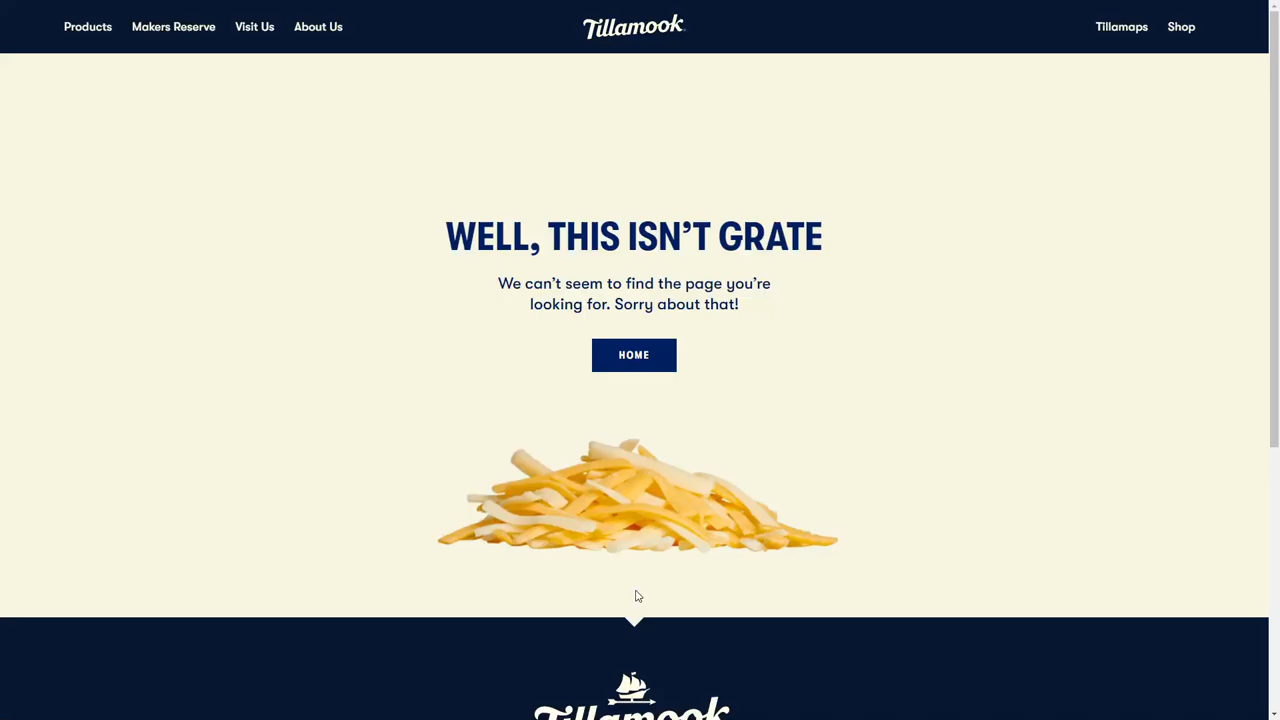 Products Makers Reserve Visit Us About Us Tillamook Tillamaps Shop
WELL, THIS ISN’T GRATE
We can’t seem to find the page you’re
looking for. Sorry about that!
HOME
Tillamook